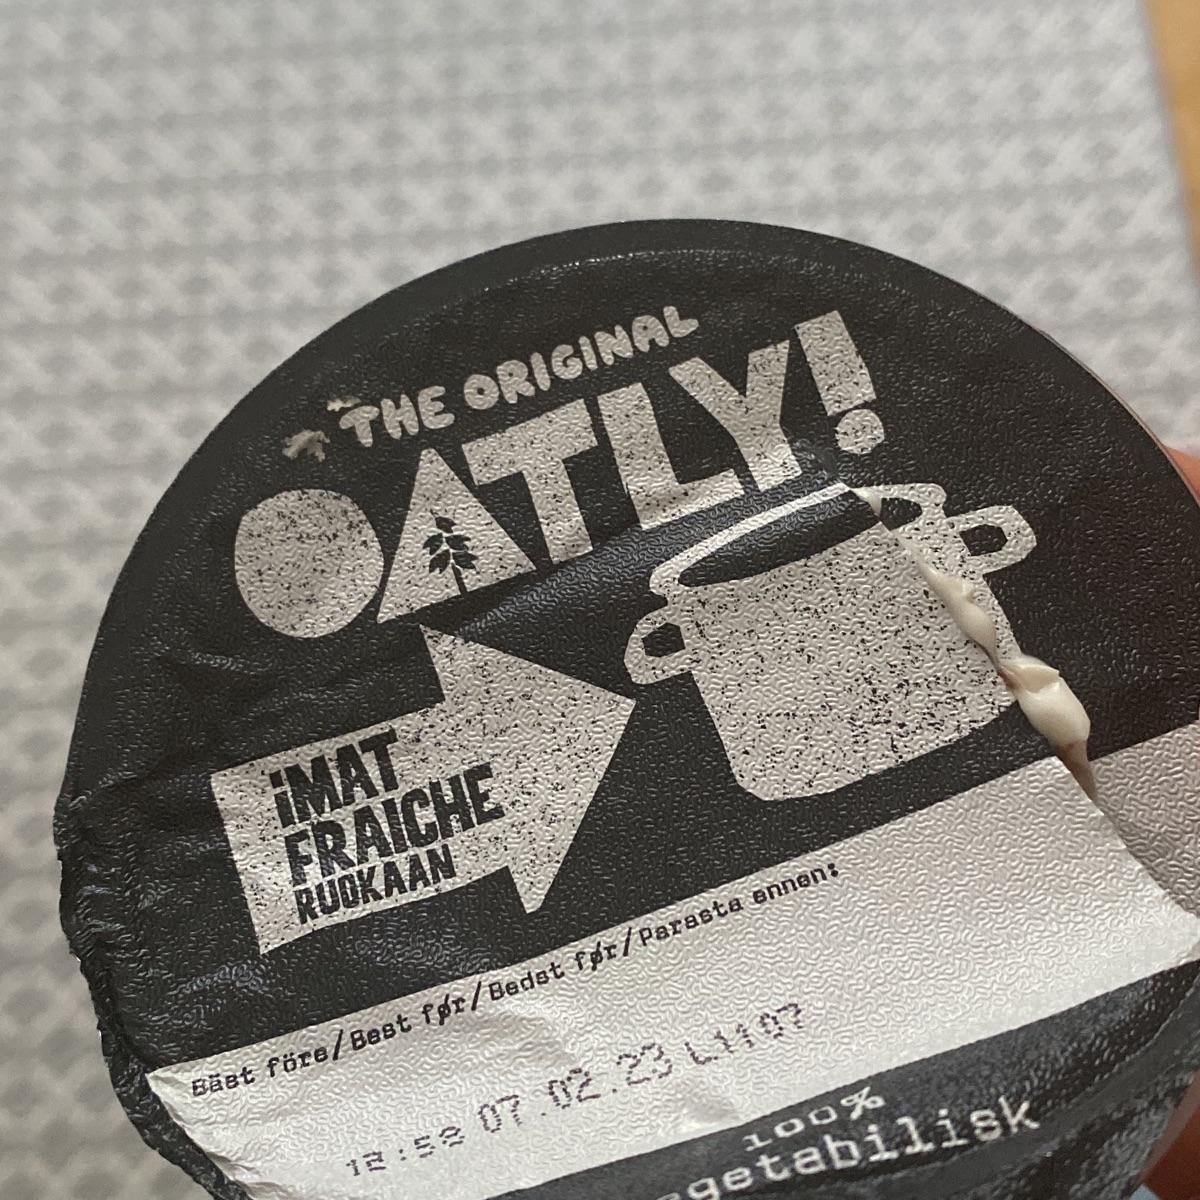 THE ORIGINAL
OATLY!
iMAT
FRAICHE
RUOKAAN
Bäst före/Best før/Bedst før/Parasta ennen:
12:58 07.02.23 L1107
100%